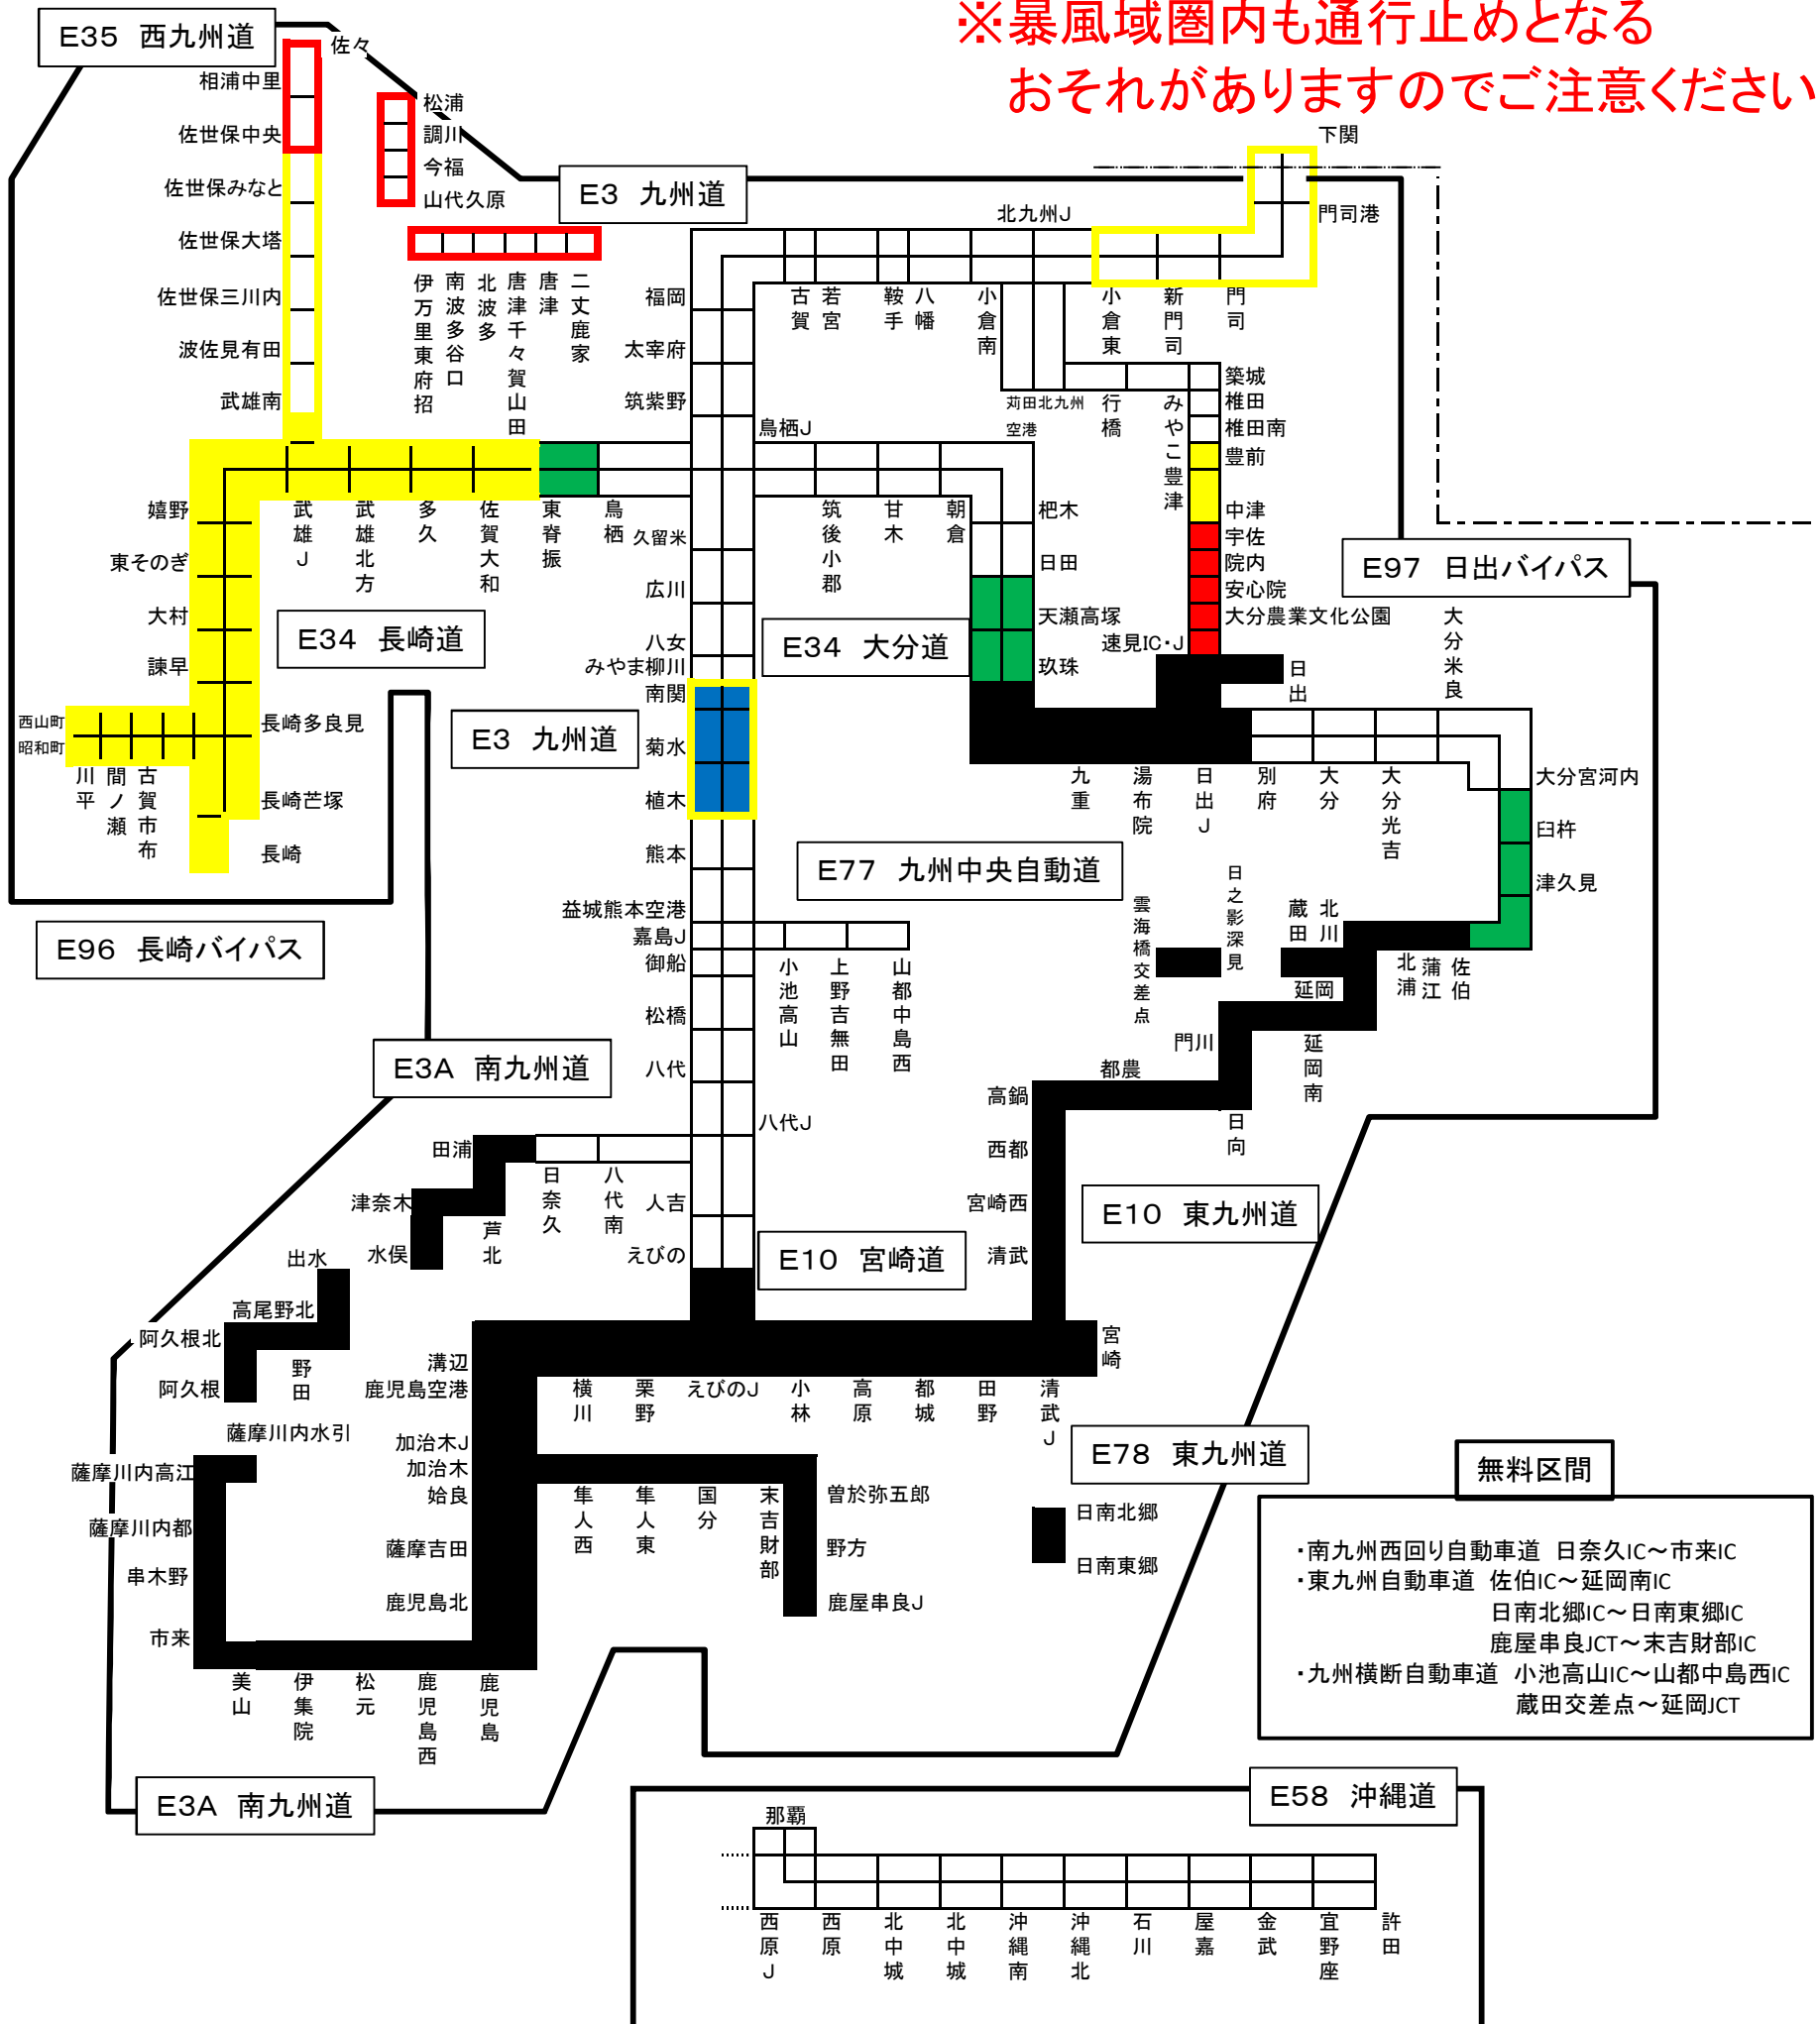 ※暴風域圏内も通行止めとなる
おそれがありますのでご注意ください
E35 西九州道
佐々
相浦中里
佐世保中央
佐世保みなと
佐世保大塔
佐世保三川内
波佐見有田
武雄南
松浦
調川
今福
山代久原
E3 九州道
下関
門司港
北九州J
伊万里東府招
南波多谷口
北波多
唐津千々賀山田
唐津
二丈鹿家
福岡
太宰府
筑紫野
古賀
若宮
鞍手
八幡
小倉南
小倉東
新門司
門司
苅田北九州
空港
行橋
みやこ豊津
築城
椎田
椎田南
豊前
中津
宇佐
院内
安心院
大分農業文化公園
速見IC・J
鳥栖J
嬉野
東そのぎ
大村
諫早
武雄J
武雄北方
多久
佐賀大和
東脊振
鳥栖
久留米
広川
八女
みやま柳川
南関
菊水
植木
熊本
益城熊本空港
嘉島J
御船
松橋
八代
筑後小郡
甘木
朝倉
杷木
日田
天瀬高塚
玖珠
E97 日出バイパス
E34 長崎道
E34 大分道
E3 九州道
日出
大分米良
西山町
昭和町
長崎多良見
長崎芒塚
長崎
川平
間ノ瀬
古賀市布
九重
湯布院
日出J
別府
大分
大分光吉
大分宮河内
臼杵
津久見
E77 九州中央自動道
E96 長崎バイパス
小池高山
上野吉無田
山都中島西
雲海橋交差点
日之影深見
蔵田
北川
延岡
北浦
蒲江
佐伯
延岡南
門川
都農
日向
高鍋
西都
宮崎西
清武
E3A 南九州道
八代J
田浦
津奈木
水俣
芦北
日奈久
八代南
人吉
えびの
E10 宮崎道
E10 東九州道
出水
高尾野北
阿久根北
阿久根
野田
宮崎
溝辺
鹿児島空港
横川
栗野
えびのJ
小林
高原
都城
田野
清武J
薩摩川内水引
薩摩川内高江
薩摩川内都
串木野
市来
加治木J
加治木
姶良
薩摩吉田
鹿児島北
隼人西
隼人東
国分
末吉財部
曽於弥五郎
野方
鹿屋串良J
E78 東九州道
日南北郷
日南東郷
美山
伊集院
松元
鹿児島西
鹿児島
無料区間
・南九州西回り自動車道 日奈久IC～市来IC
・東九州自動車道 佐伯IC～延岡南IC
日南北郷IC～日南東郷IC
鹿屋串良JCT～末吉財部IC
・九州横断自動車道 小池高山IC～山都中島西IC
蔵田交差点～延岡JCT
E3A 南九州道
E58 沖縄道
那覇
西原J
西原
北中城
北中城
沖縄南
沖縄北
石川
屋嘉
金武
宜野座
許田